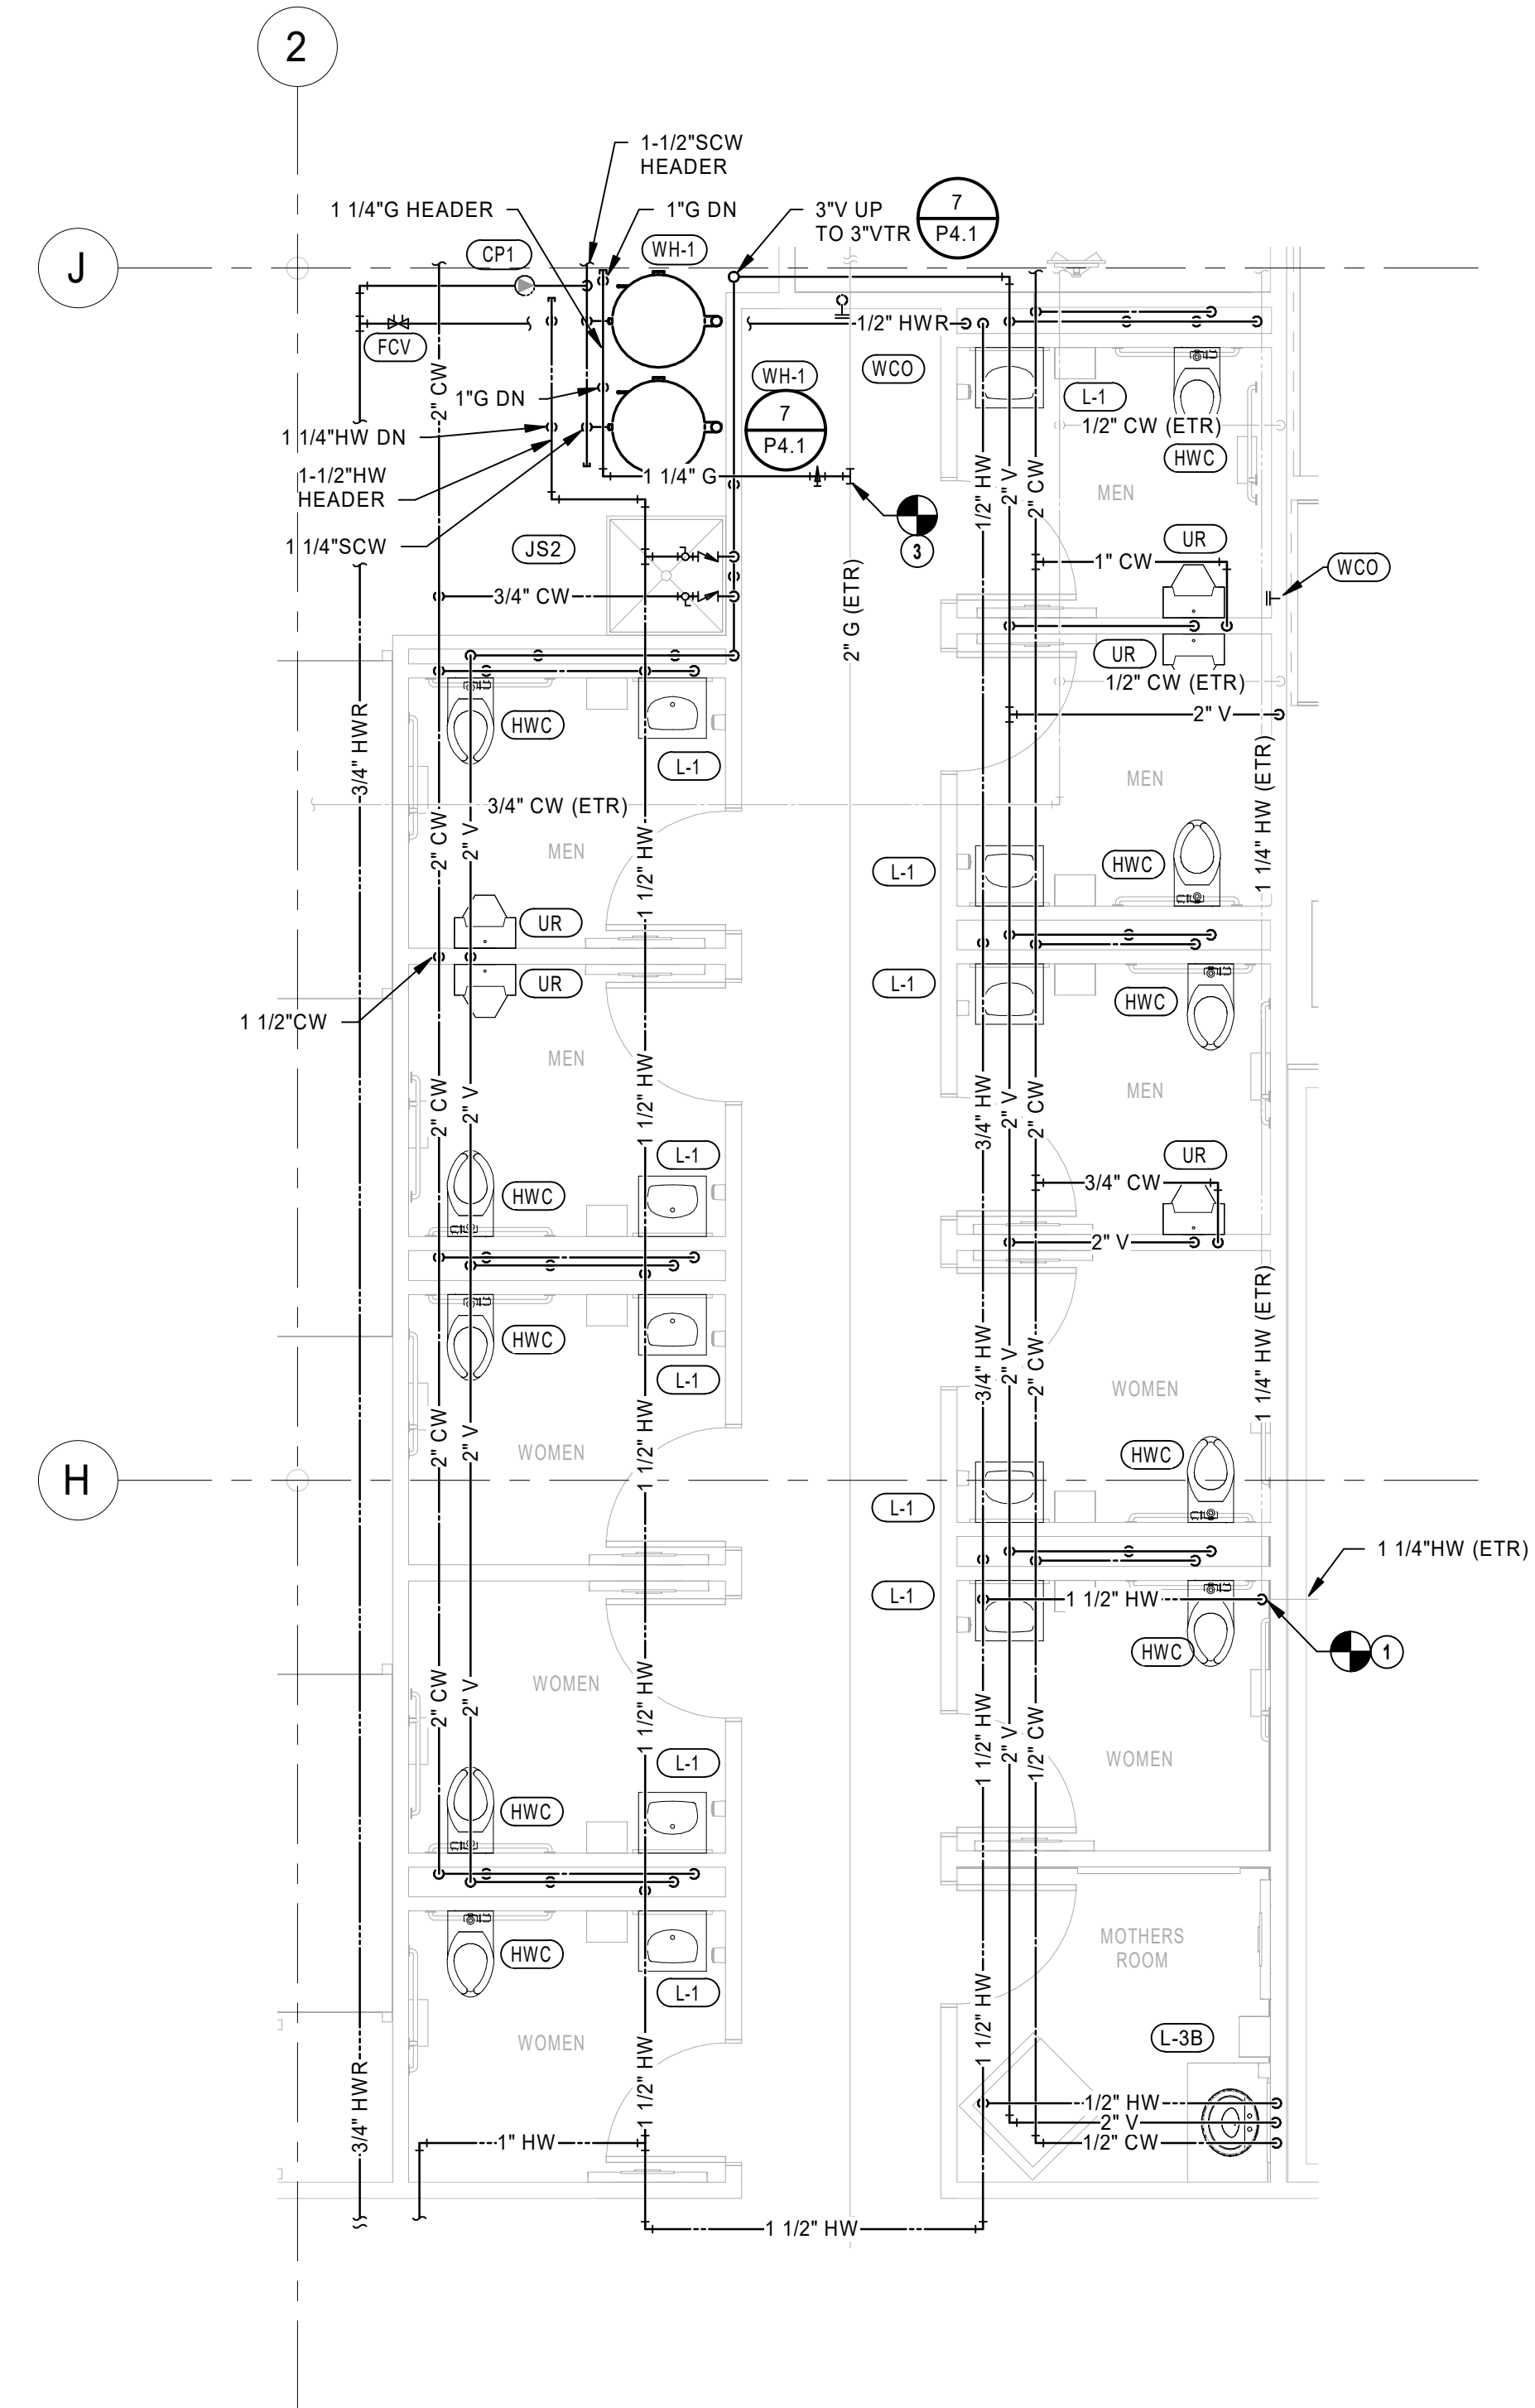 2
1-1/2"SCW
HEADER
1 1/4"G HEADER
1"G DN
3"V UP
TO 3"VTR
7
P4.1
J
CP1
WH-1
FCV
1/2" HWR
WCO
WH-1
7
P4.1
2" CW
1"G DN
L-1
1/2" CW (ETR)
HWC
1 1/4"HW DN
1-1/2"HW
HEADER
1 1/4" G
MEN
1/2" HW
2" V
2" CW
1 1/4"SCW
JS2
3
UR
1" CW
WCO
3/4" CW
2" G (ETR)
UR
1/2" CW (ETR)
2" V
3/4" HWR
HWC
L-1
MEN
1 1/4" HW (ETR)
3/4" CW (ETR)
2" CW
2" V
MEN
1 1/2" HW
L-1
HWC
UR
UR
L-1
HWC
1 1/2"CW
MEN
1 1/2" HW
2" CW
2" V
3/4" HW
2" V
2" CW
MEN
L-1
UR
HWC
3/4" CW
2" V
HWC
L-1
3/4" HW
2" V
2" CW
WOMEN
1 1/4" HW (ETR)
2" CW
2" V
WOMEN
1 1/2" HW
HWC
H
L-1
1 1/4"HW (ETR)
L-1
1 1/2" HW
HWC
1
WOMEN
2" CW
2" V
1 1/2" HW
1 1/2" HW
2" V
1/2" CW
WOMEN
L-1
HWC
MOTHERS
ROOM
HWC
L-1
WOMEN
1 1/2" HW
L-3B
3/4" HWR
1 1/2" HW
1/2" HW
2" V
1/2" CW
1" HW
1 1/2" HW